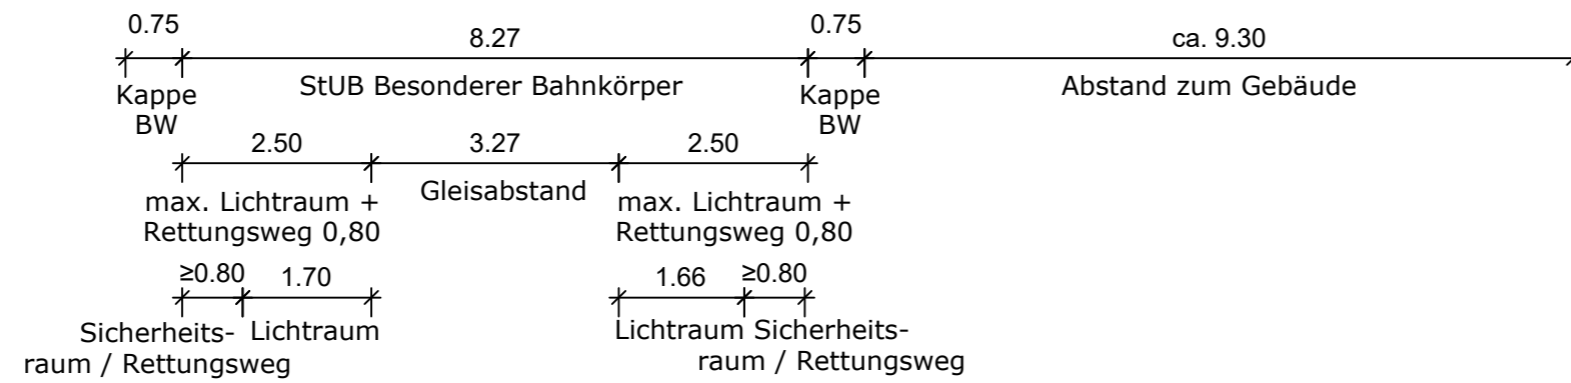 0.75 8.27 0.75 ca. 9.30
Kappe BW StUB Besonderer Bahnkörper Kappe BW Abstand zum Gebäude
2.50 3.27 2.50
max. Lichtraum + Gleisabstand max. Lichtraum +
Rettungsweg 0,80 Rettungsweg 0,80
≥0.80 1.70 1.66 ≥0.80
Sicherheits- Lichtraum Lichtraum Sicherheits-
raum / Rettungsweg raum / Rettungsweg